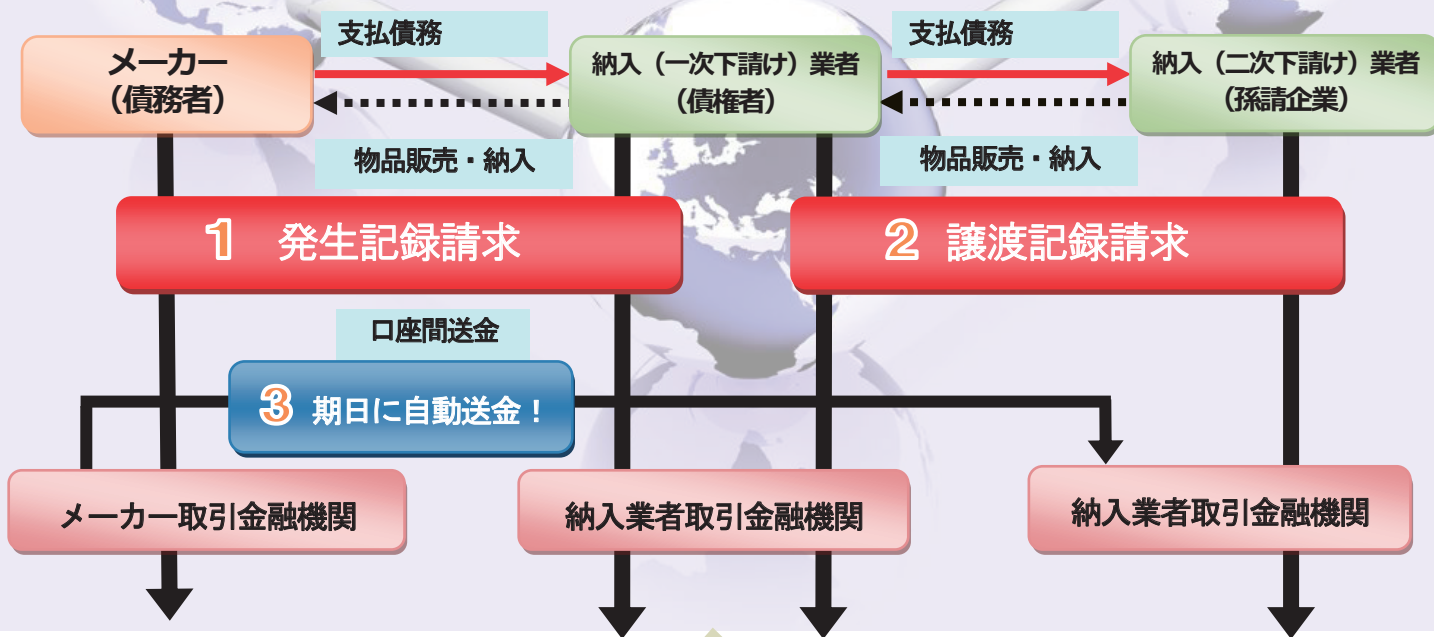 支払債務
支払債務
メーカー
（債務者）
納入（一次下請け）業者
（債権者）
納入（二次下請け）業者
（孫請企業）
物品販売・納入
物品販売・納入
1 発生記録請求
2 譲渡記録請求
口座間送金
3 期日に自動送金！
メーカー取引金融機関
納入業者取引金融機関
納入業者取引金融機関